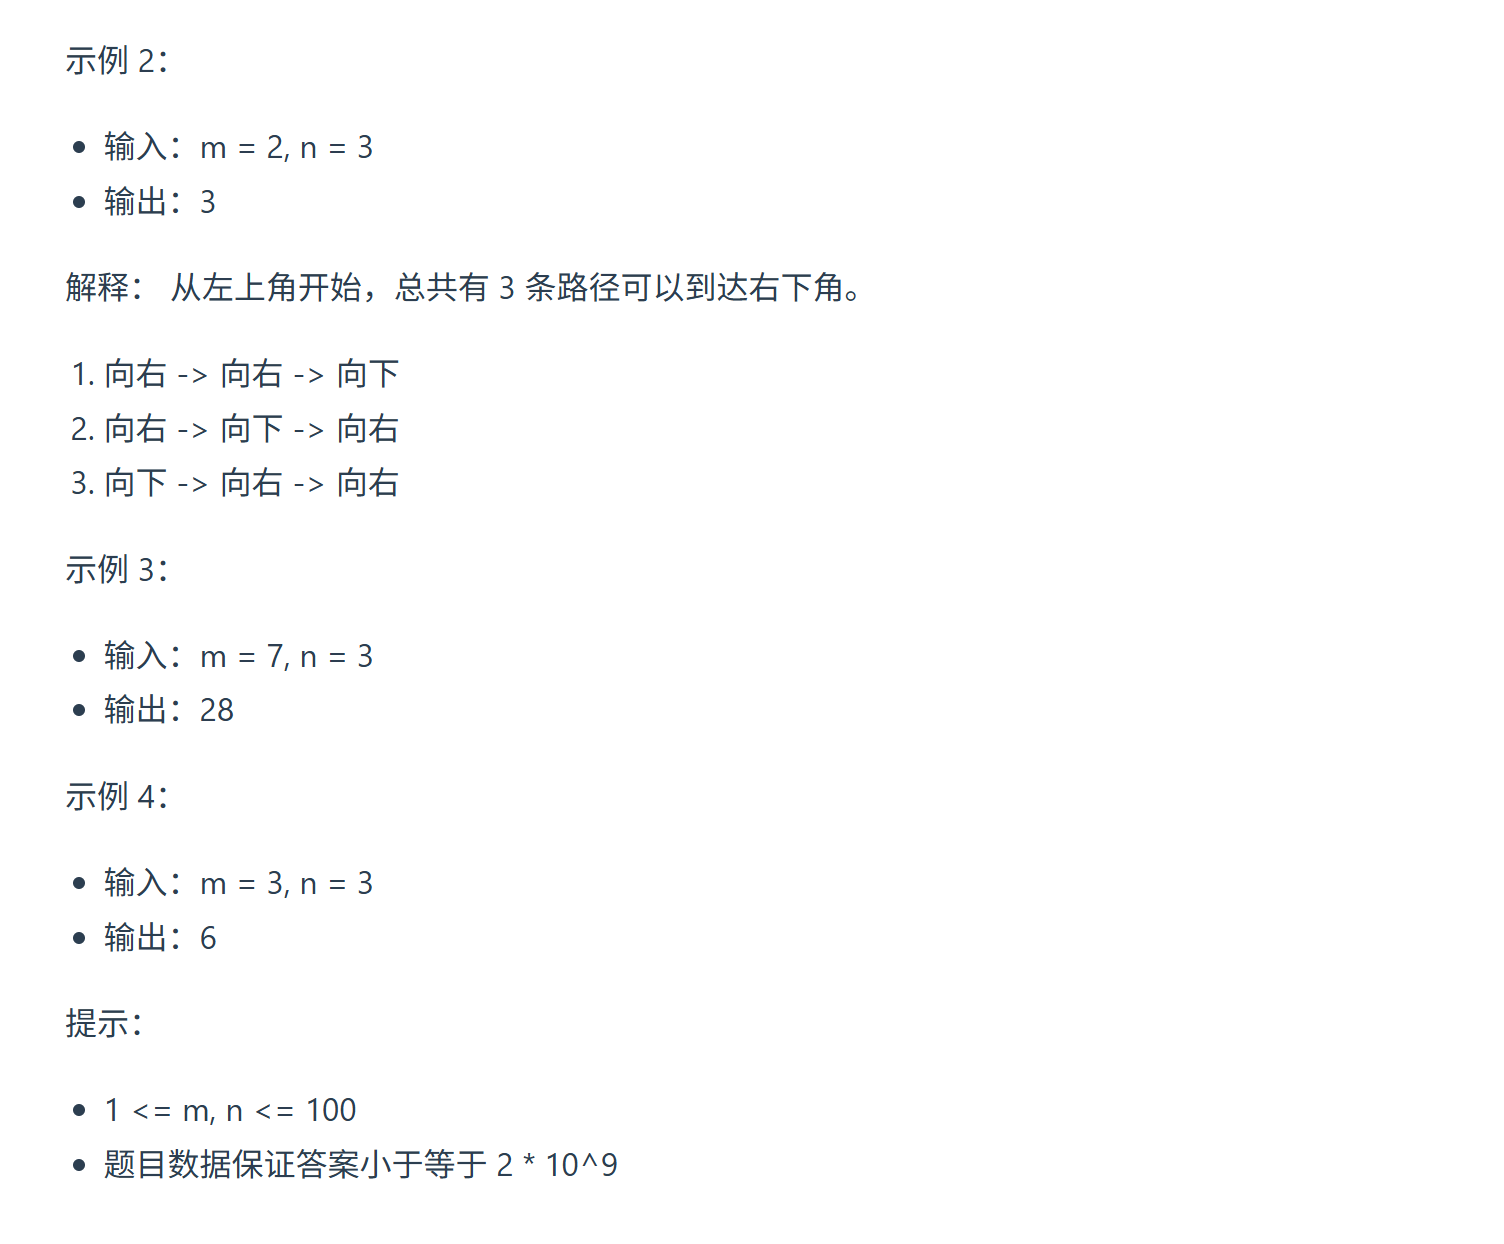 示例 2：
输入：m = 2, n = 3
输出：3
解释： 从左上角开始，总共有 3 条路径可以到达右下角。
1. 向右 -> 向右 -> 向下
2. 向右 -> 向下 -> 向右
3. 向下 -> 向右 -> 向右
示例 3：
输入：m = 7, n = 3
输出：28
示例 4：
输入：m = 3, n = 3
输出：6
提示：
1 <= m, n <= 100
题目数据保证答案小于等于 2 * 10^9